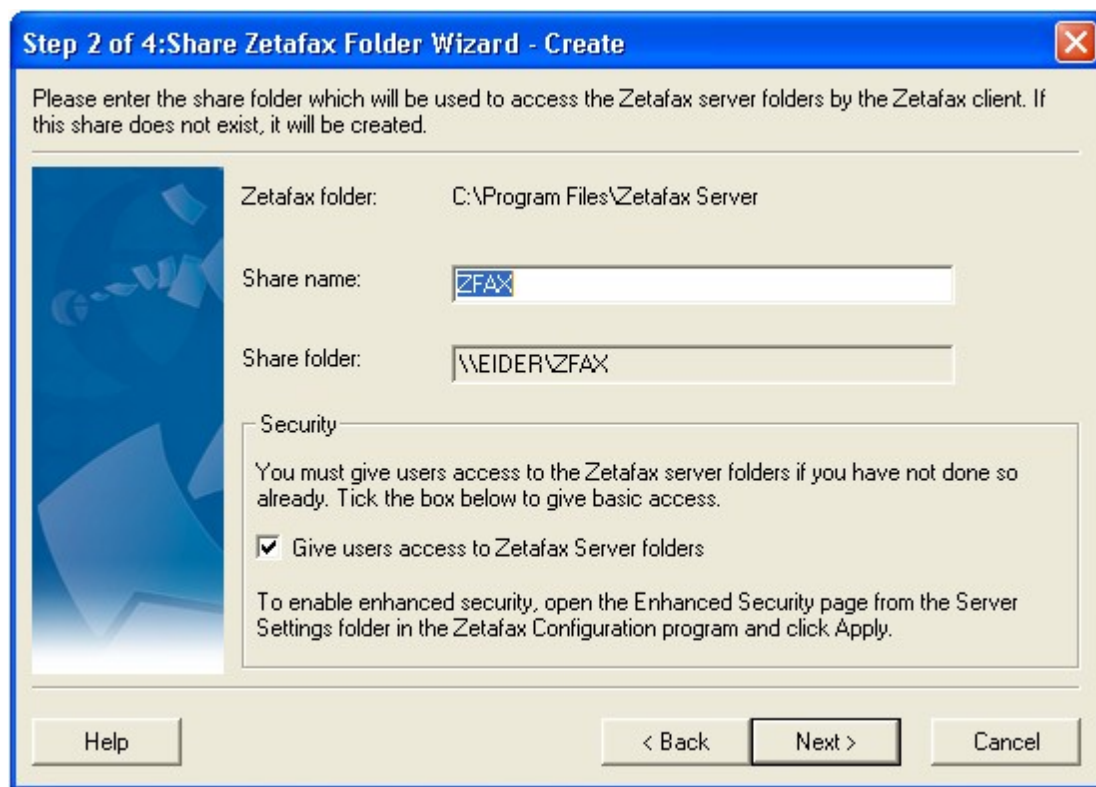 Step 2 of 4:Share Zetafax Folder Wizard - Create
Please enter the share folder which will be used to access the Zetafax server folders by the Zetafax client. If
this share does not exist, it will be created.
Zetafax folder: C:\Program Files\Zetafax Server
Share name: ZFAX
Share folder: \\EIDER\ZFAX
Security
You must give users access to the Zetafax server folders if you have not done so
already. Tick the box below to give basic access.
Give users access to Zetafax Server folders
To enable enhanced security, open the Enhanced Security page from the Server
Settings folder in the Zetafax Configuration program and click Apply.
Help < Back Next > Cancel